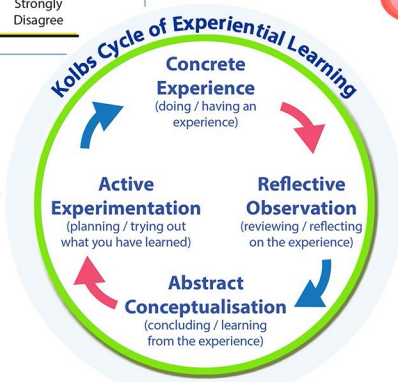 Strongly
Disagree
Kolbs Cycle of Experiential Learning
Concrete
Experience
(doing / having an
experience)
Reflective
Observation
(reviewing / reflecting
on the experience)
Abstract
Conceptualisation
(concluding / learning
from the experience)
Active
Experimentation
(planning / trying out
what you have learned)